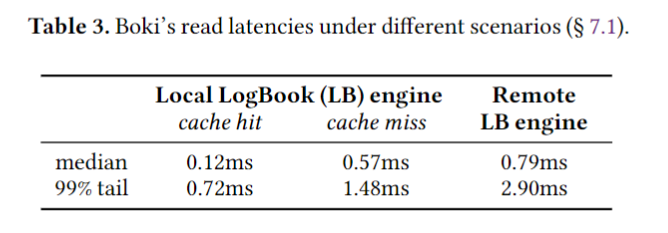 Table 3. Boki's read latencies under different scenarios (§ 7.1).
Local LogBook (LB) engine Remote
cache hit cache miss LB engine
median 0.12ms 0.57ms 0.79ms
99% tail 0.72ms 1.48ms 2.90ms